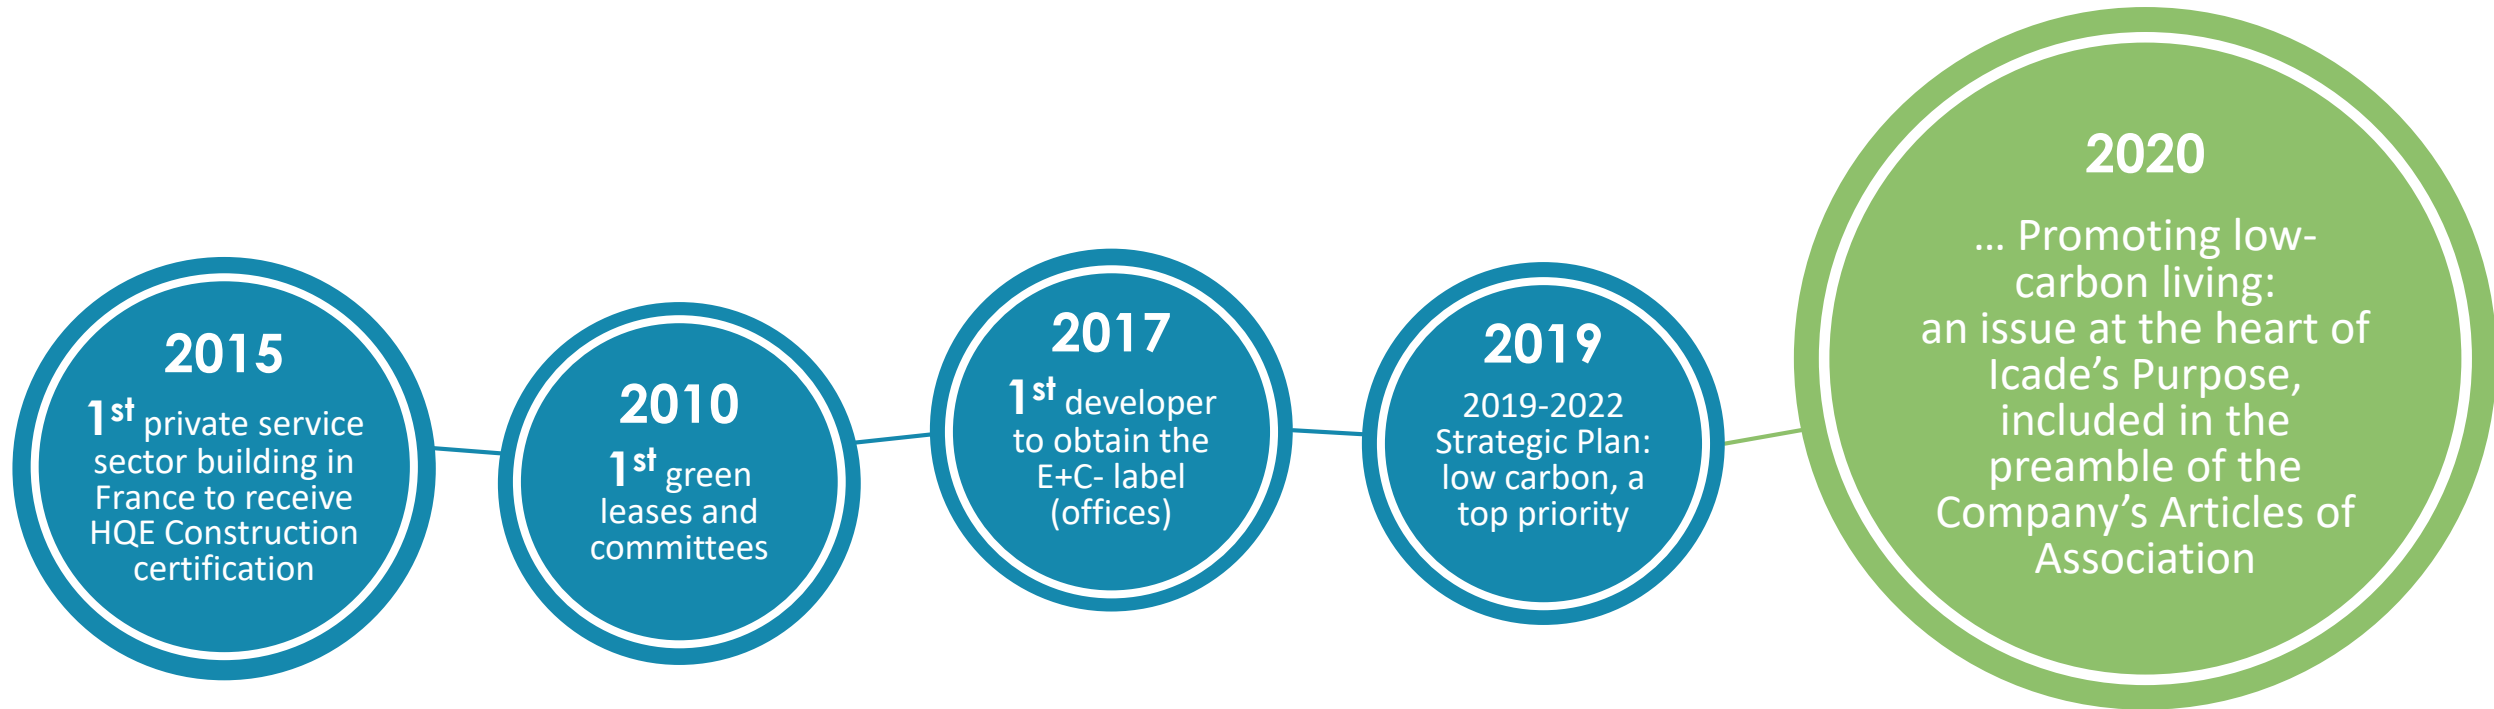 2015
1st private service
sector building in
France to receive
HQE Construction
certification
2010
1st green
leases and
committees
2017
1st developer
to obtain the
E+C- label
(offices)
2019
2019-2022
Strategic Plan:
low carbon, a
top priority
2020
... Promoting low-
carbon living:
an issue at the heart of
Icade’s Purpose,
included in the
preamble of the
Company’s Articles of
Association